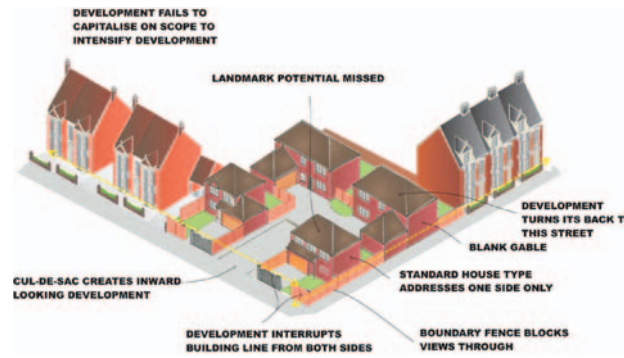 DEVELOPMENT FAILS TO
CAPITALISE ON SCOPE TO
INTENSIFY DEVELOPMENT
LANDMARK POTENTIAL MISSED
DEVELOPMENT
TURNS ITS BACK T
THIS STREET
BLANK GABLE
CUL-DE-SAC CREATES INWARD
LOOKING DEVELOPMENT
STANDARD HOUSE TYPE
ADDRESSES ONE SIDE ONLY
DEVELOPMENT INTERRUPTS
BUILDING LINE FROM BOTH SIDES
BOUNDARY FENCE BLOCKS
VIEWS THROUGH